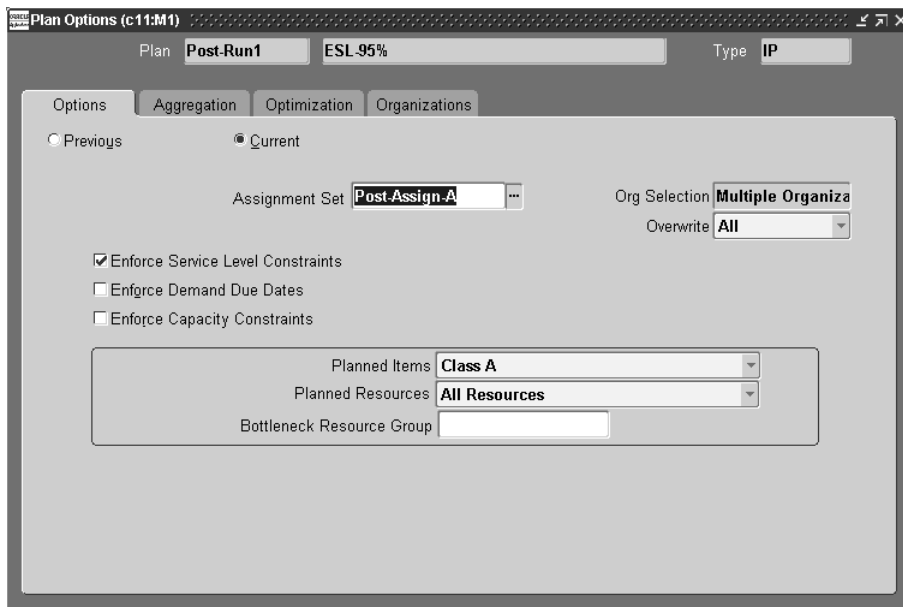 Plan Options (c11:M1)
Plan Post-Run1 ESL-95% Type IP
Options Aggregation Optimization Organizations
Previous Current
Assignment Set Post-Assign-A ... Org Selection Multiple Organiza
Overwrite All
Enforce Service Level Constraints
Enforce Demand Due Dates
Enforce Capacity Constraints
Planned Items Class A
Planned Resources All Resources
Bottleneck Resource Group